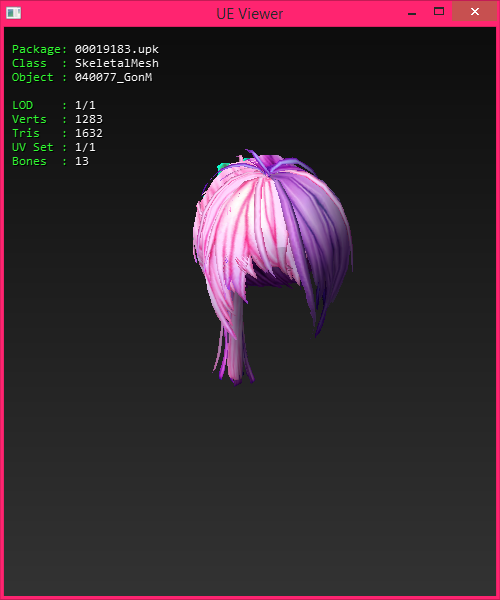 UE Viewer
Package: 00019183.upk
Class : SkeletalMesh
Object : 040077_GonM
LOD : 1/1
Verts : 1283
Tris : 1632
UV Set : 1/1
Bones : 13